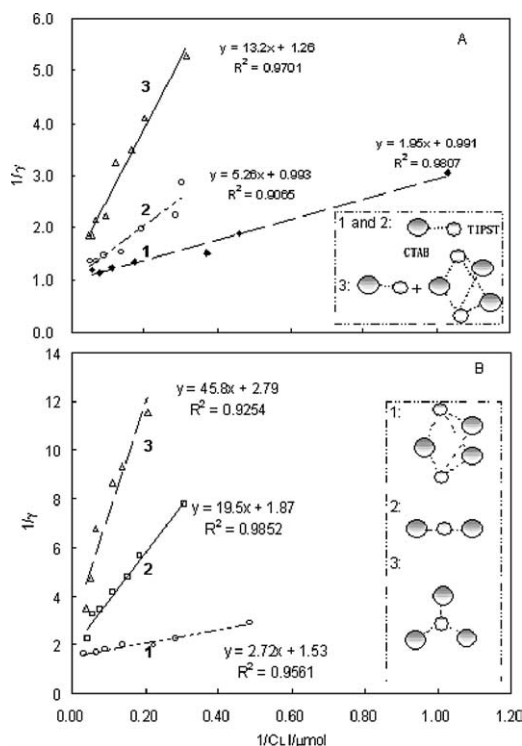 A
6.0
5.0
4.0
3.0
2.0
1.0
0.0
1/γ
y = 13.2x + 1.26
R² = 0.9701
3
y = 5.26x + 0.993
R² = 0.9065
2
y = 1.95x + 0.991
R² = 0.9807
1
1 and 2:
TIPST
CTAB
3:
+
B
14
12
10
8
6
4
2
0
1/γ
y = 45.8x + 2.79
R² = 0.9254
3
y = 19.5x + 1.87
R² = 0.9852
2
y = 2.72x + 1.53
R² = 0.9561
1
1:
2:
3:
0.00 0.20 0.40 0.60 0.80 1.00 1.20